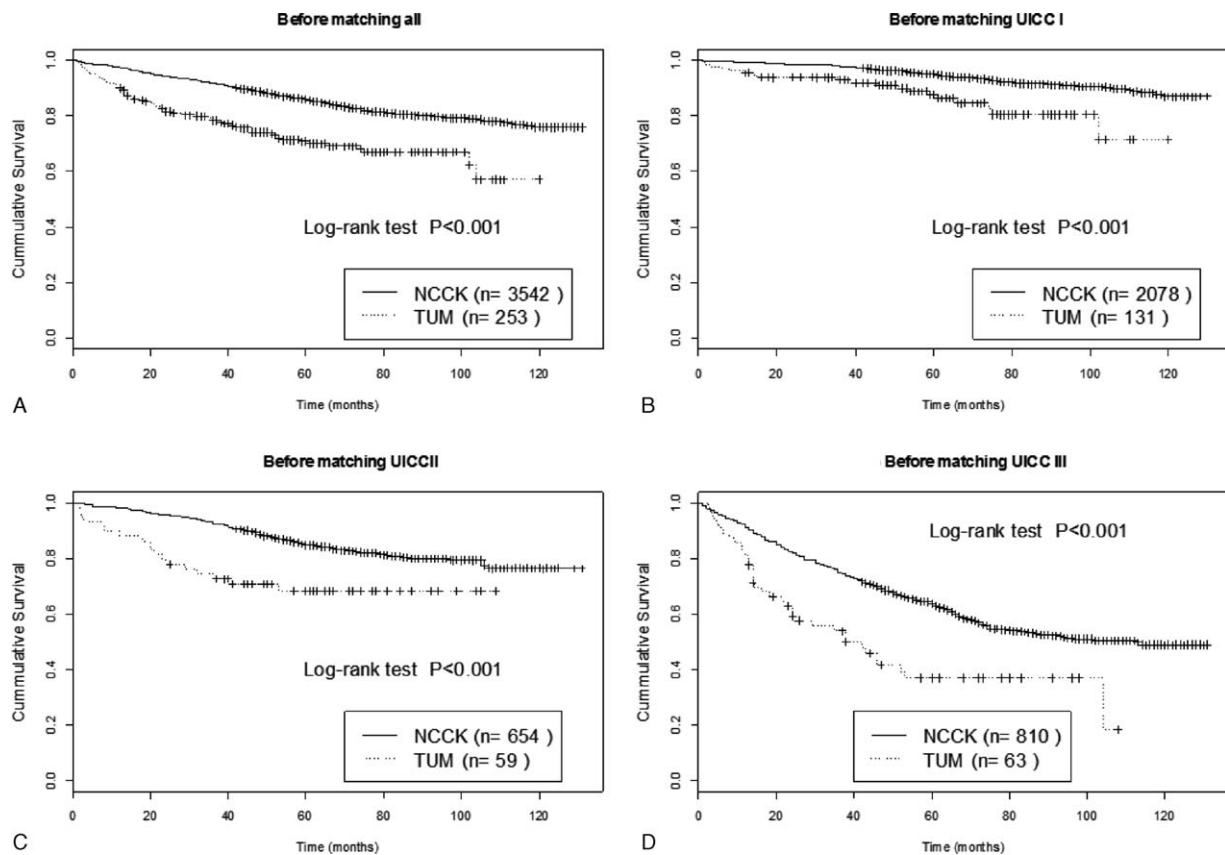 Before matching all
Cummulative Survival
1.0
0.8
0.6
0.4
0.2
0.0
Log-rank test P<0.001
NCCK (n= 3542 )
TUM (n= 253 )
0 20 40 60 80 100 120
Time (months)
A
Before matching UICC I
Cummulative Survival
1.0
0.8
0.6
0.4
0.2
0.0
Log-rank test P<0.001
NCCK (n= 2078 )
TUM (n= 131 )
0 20 40 60 80 100 120
Time (months)
B
Before matching UICCII
Cummulative Survival
1.0
0.8
0.6
0.4
0.2
0.0
Log-rank test P<0.001
NCCK (n= 654 )
TUM (n= 59 )
0 20 40 60 80 100 120
Time (months)
C
Before matching UICC III
Cummulative Survival
1.0
0.8
0.6
0.4
0.2
0.0
Log-rank test P<0.001
NCCK (n= 810 )
TUM (n= 63 )
0 20 40 60 80 100 120
Time (months)
D